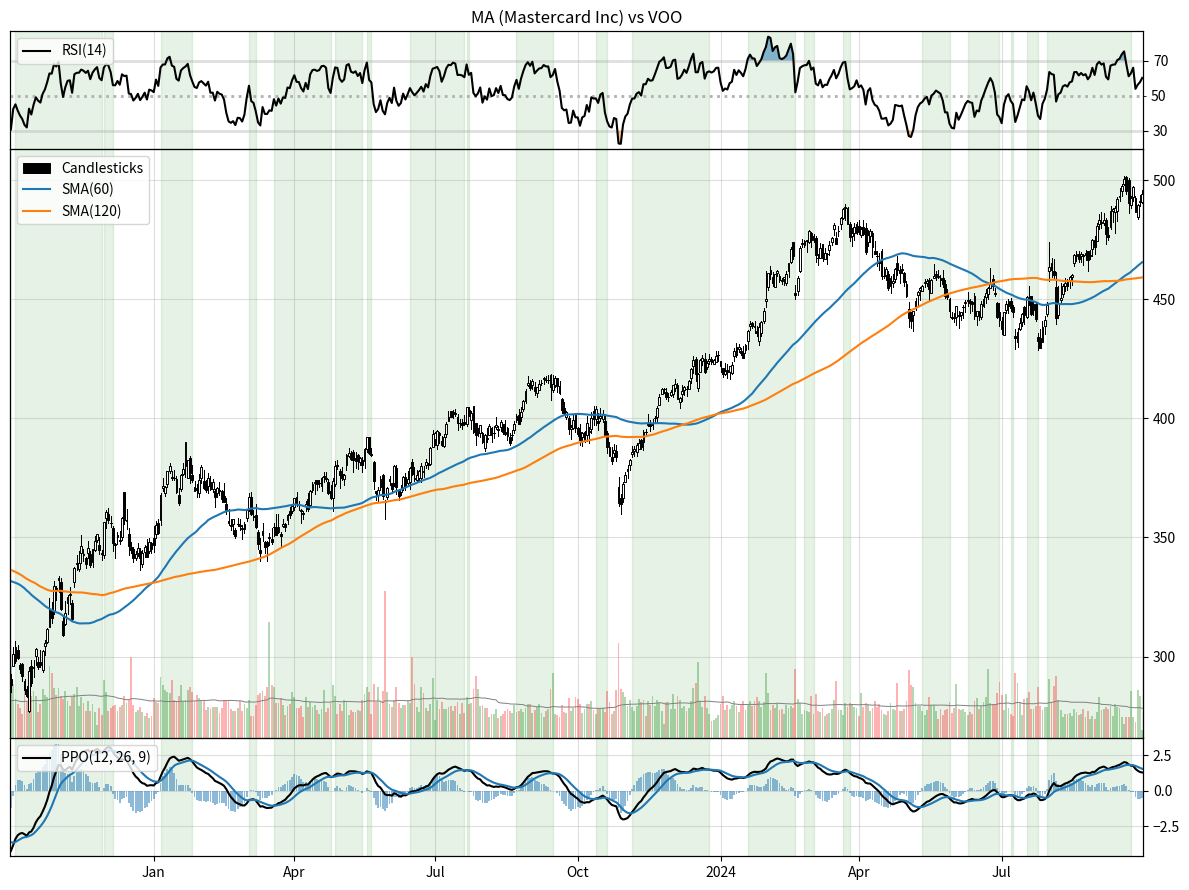 MA (Mastercard Inc) vs VOO
RSI(14)
70
50
30
Candlesticks
SMA(60)
SMA(120)
500
450
400
350
300
PPO(12, 26, 9)
2.5
0.0
−2.5
Jan
Apr
Jul
Oct
2024
Apr
Jul